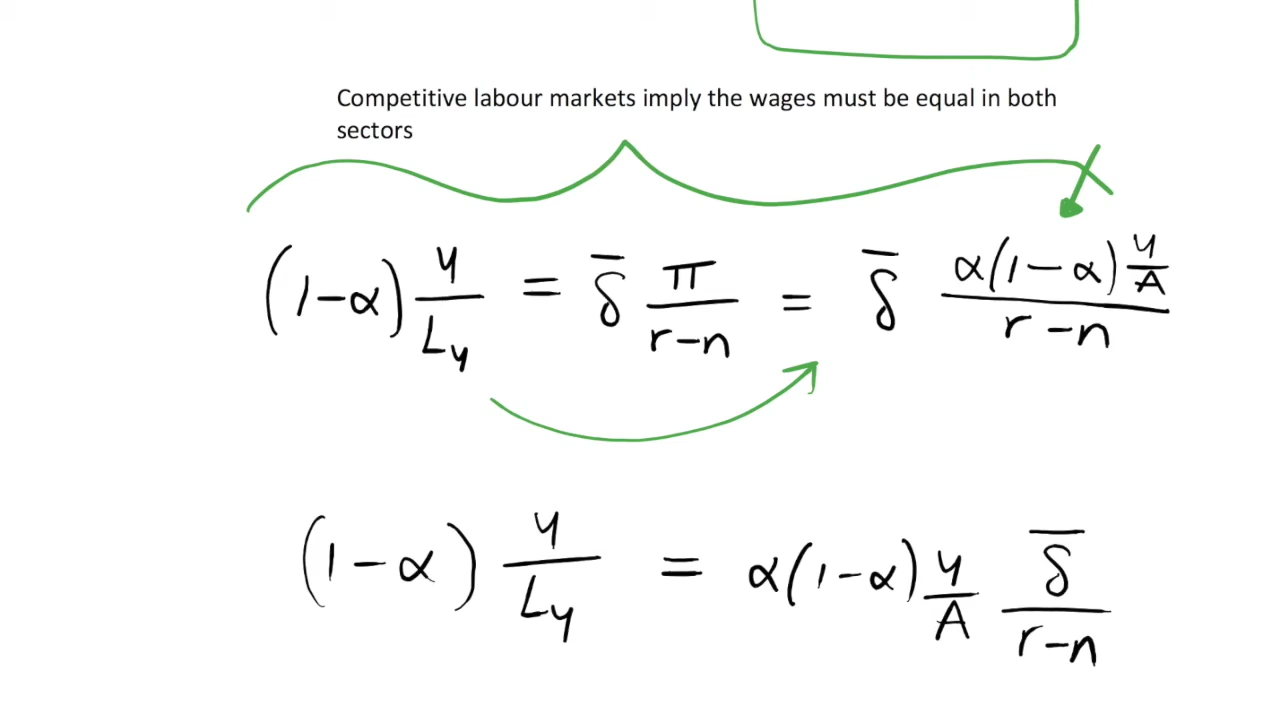 Competitive labour markets imply the wages must be equal in both
sectors
(1-α) y/L_y = δ̅ π/(r-n) = δ̅ (α(1-α) y/A)/(r-n)
(1-α) y/L_y = α(1-α) y/A δ̅/(r-n)